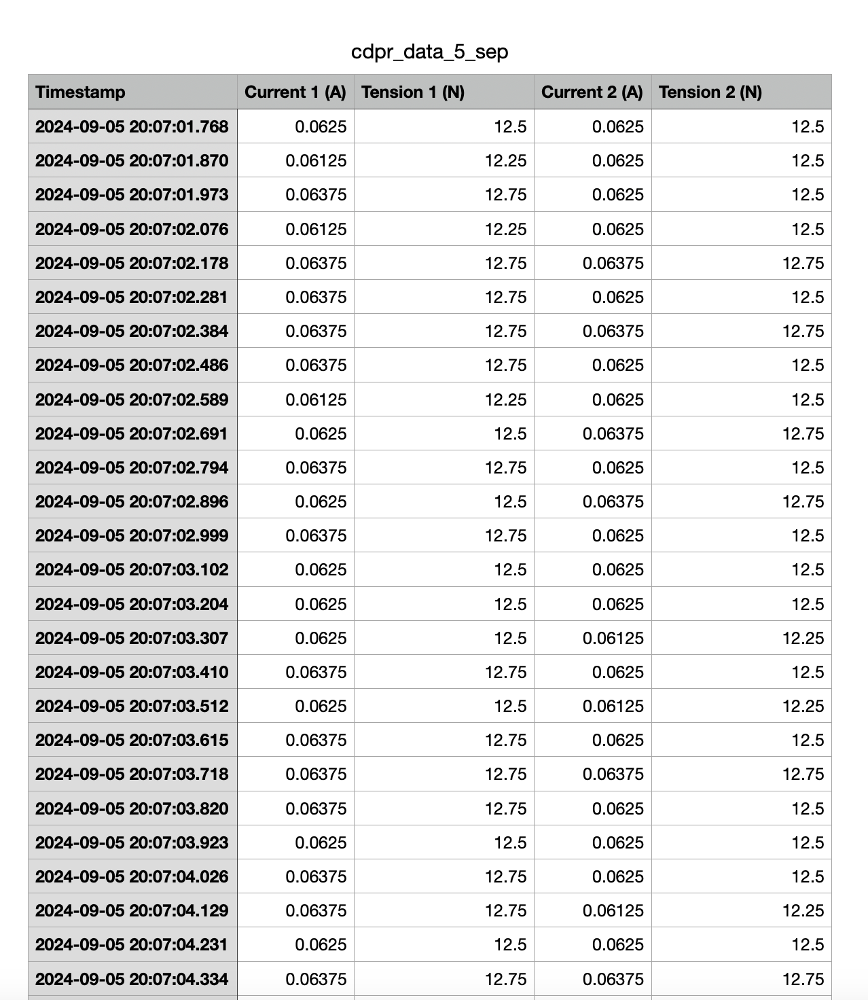 cdpr_data_5_sep
Timestamp Current 1 (A) Tension 1 (N) Current 2 (A) Tension 2 (N)
2024-09-05 20:07:01.768 0.0625 12.5 0.0625 12.5
2024-09-05 20:07:01.870 0.06125 12.25 0.0625 12.5
2024-09-05 20:07:01.973 0.06375 12.75 0.0625 12.5
2024-09-05 20:07:02.076 0.06125 12.25 0.0625 12.5
2024-09-05 20:07:02.178 0.06375 12.75 0.06375 12.75
2024-09-05 20:07:02.281 0.06375 12.75 0.0625 12.5
2024-09-05 20:07:02.384 0.06375 12.75 0.06375 12.75
2024-09-05 20:07:02.486 0.06375 12.75 0.0625 12.5
2024-09-05 20:07:02.589 0.06125 12.25 0.0625 12.5
2024-09-05 20:07:02.691 0.0625 12.5 0.06375 12.75
2024-09-05 20:07:02.794 0.06375 12.75 0.0625 12.5
2024-09-05 20:07:02.896 0.0625 12.5 0.06375 12.75
2024-09-05 20:07:02.999 0.06375 12.75 0.0625 12.5
2024-09-05 20:07:03.102 0.0625 12.5 0.0625 12.5
2024-09-05 20:07:03.204 0.0625 12.5 0.0625 12.5
2024-09-05 20:07:03.307 0.0625 12.5 0.06125 12.25
2024-09-05 20:07:03.410 0.06375 12.75 0.0625 12.5
2024-09-05 20:07:03.512 0.0625 12.5 0.06125 12.25
2024-09-05 20:07:03.615 0.06375 12.75 0.0625 12.5
2024-09-05 20:07:03.718 0.06375 12.75 0.06375 12.75
2024-09-05 20:07:03.820 0.06375 12.75 0.0625 12.5
2024-09-05 20:07:03.923 0.0625 12.5 0.0625 12.5
2024-09-05 20:07:04.026 0.06375 12.75 0.0625 12.5
2024-09-05 20:07:04.129 0.06375 12.75 0.06125 12.25
2024-09-05 20:07:04.231 0.0625 12.5 0.0625 12.5
2024-09-05 20:07:04.334 0.06375 12.75 0.06375 12.75